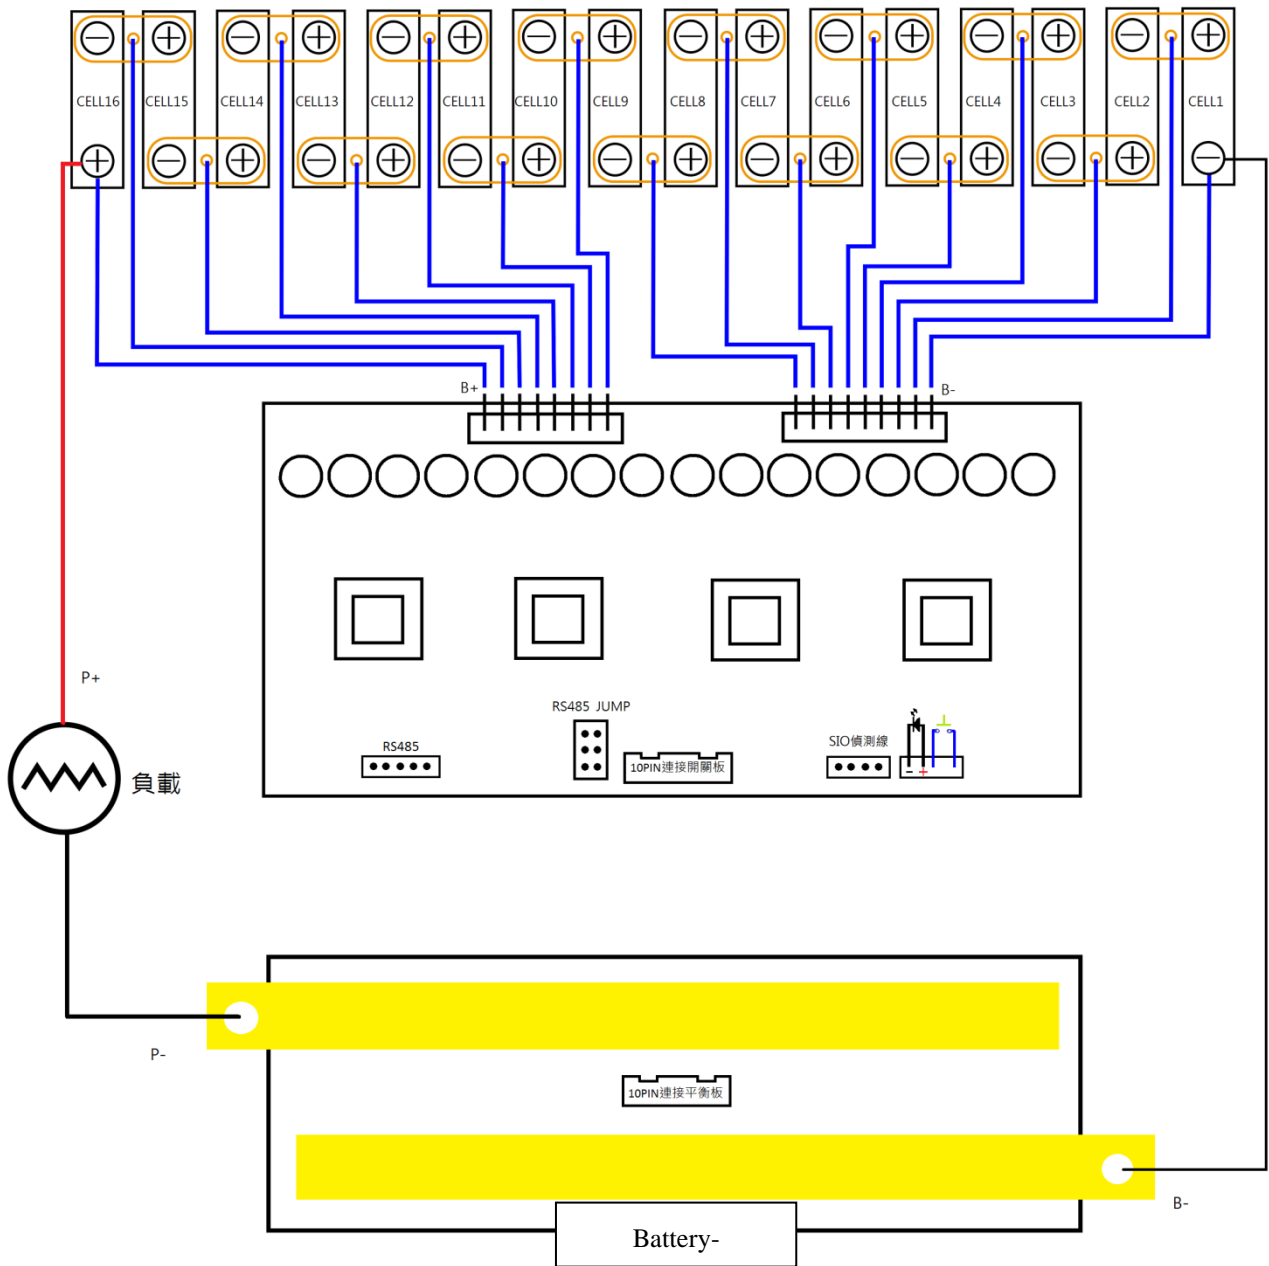 CELL16 CELL15 CELL14 CELL13 CELL12 CELL11 CELL10 CELL9 CELL8 CELL7 CELL6 CELL5 CELL4 CELL3 CELL2 CELL1
B+ B-
P+
RS485 JUMP
RS485
SIO偵測線
10PIN連接開關板
- +
負載
P-
10PIN連接平衡板
B-
Battery-